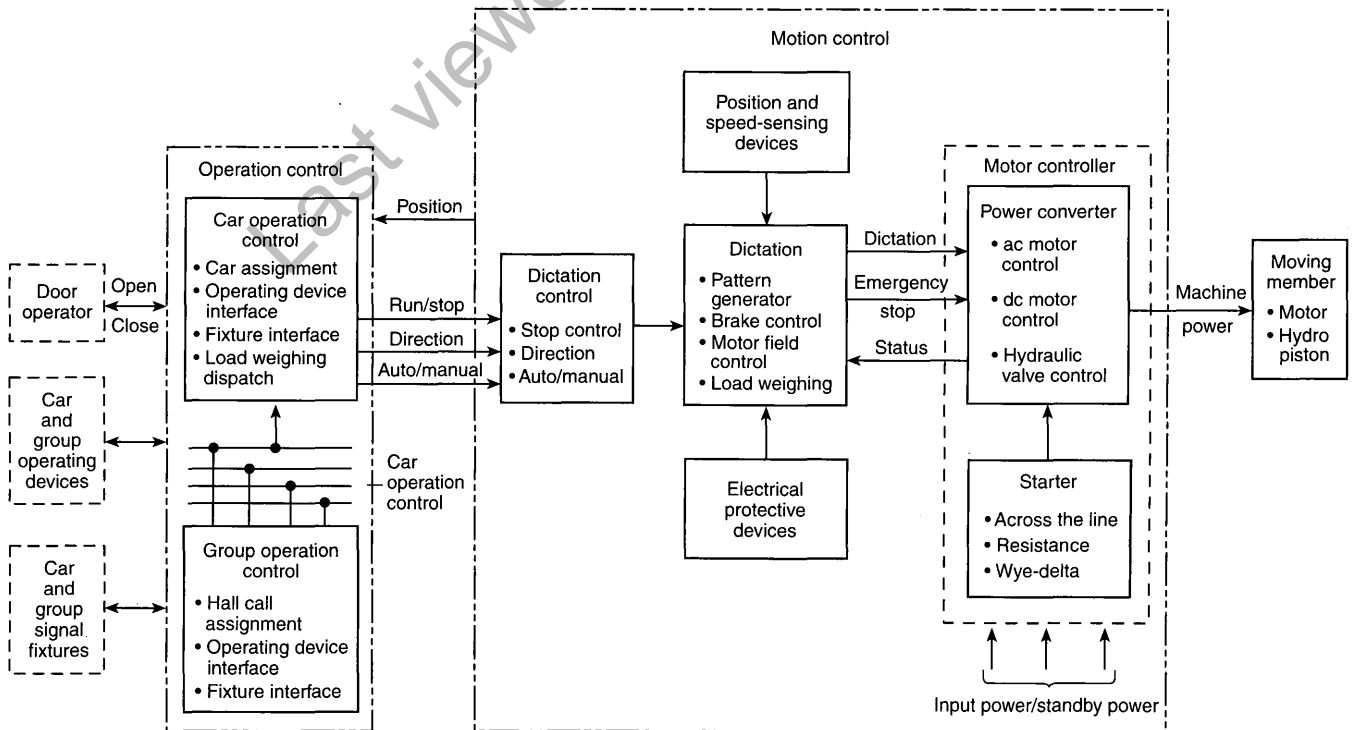 Last viewe
Motion control
Position and
speed-sensing
devices
Operation control
Motor controller
Car operation
control
• Car assignment
• Operating device
interface
• Fixture interface
• Load weighing
dispatch
Position
Door
operator
Open
Close
Run/stop
Direction
Auto/manual
Dictation
control
• Stop control
• Direction
• Auto/manual
Dictation
• Pattern
generator
• Brake control
• Motor field
control
• Load weighing
Dictation
Emergency
stop
Status
Power converter
• ac motor
control
• dc motor
control
• Hydraulic
valve control
Machine
power
Moving
member
• Motor
• Hydro
piston
Car
and
group
operating
devices
Car
operation
control
Electrical
protective
devices
Starter
• Across the line
• Resistance
• Wye-delta
Car
and
group
signal
fixtures
Group operation
control
• Hall call
assignment
• Operating device
interface
• Fixture interface
Input power/standby power